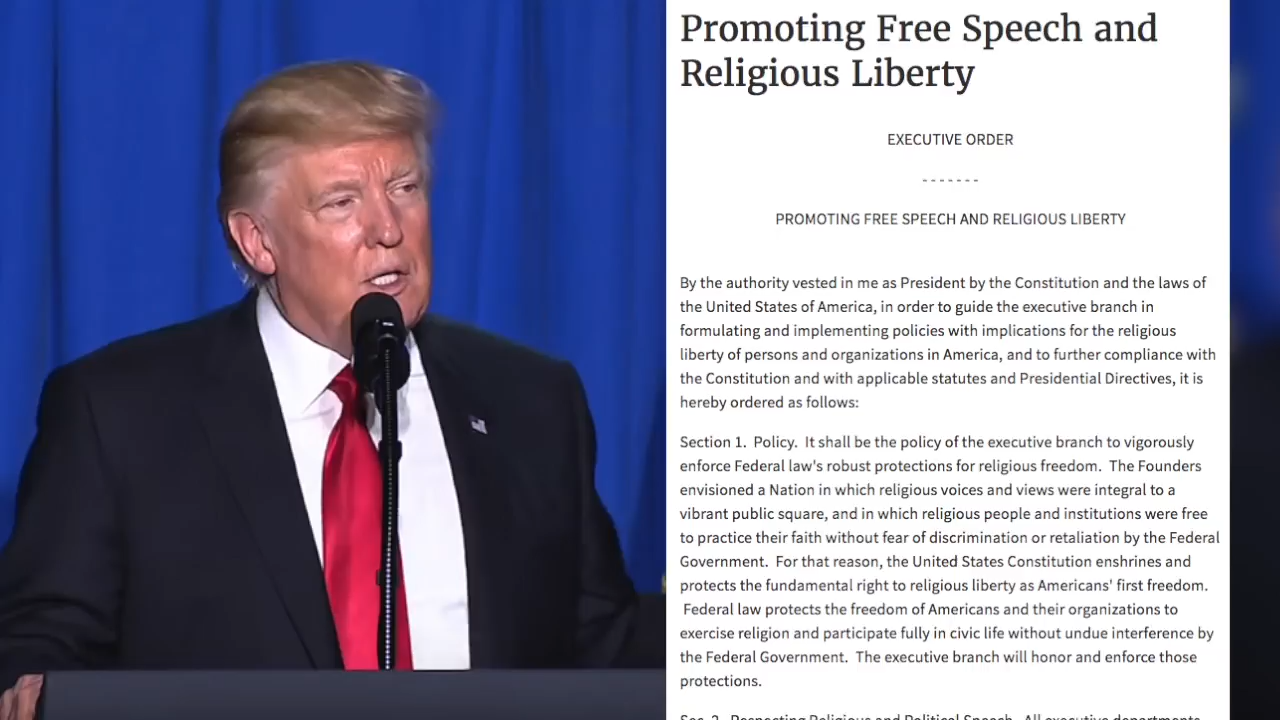 Promoting Free Speech and
Religious Liberty
EXECUTIVE ORDER
- - - - - - -
PROMOTING FREE SPEECH AND RELIGIOUS LIBERTY
By the authority vested in me as President by the Constitution and the laws of
the United States of America, in order to guide the executive branch in
formulating and implementing policies with implications for the religious
liberty of persons and organizations in America, and to further compliance with
the Constitution and with applicable statutes and Presidential Directives, it is
hereby ordered as follows:
Section 1.  Policy.  It shall be the policy of the executive branch to vigorously
enforce Federal law's robust protections for religious freedom.  The Founders
envisioned a Nation in which religious voices and views were integral to a
vibrant public square, and in which religious people and institutions were free
to practice their faith without fear of discrimination or retaliation by the Federal
Government.  For that reason, the United States Constitution enshrines and
protects the fundamental right to religious liberty as Americans' first freedom.
Federal law protects the freedom of Americans and their organizations to
exercise religion and participate fully in civic life without undue interference by
the Federal Government.  The executive branch will honor and enforce those
protections.
Sec. 2.  Respecting Religious and Political Speech.  All executive departments